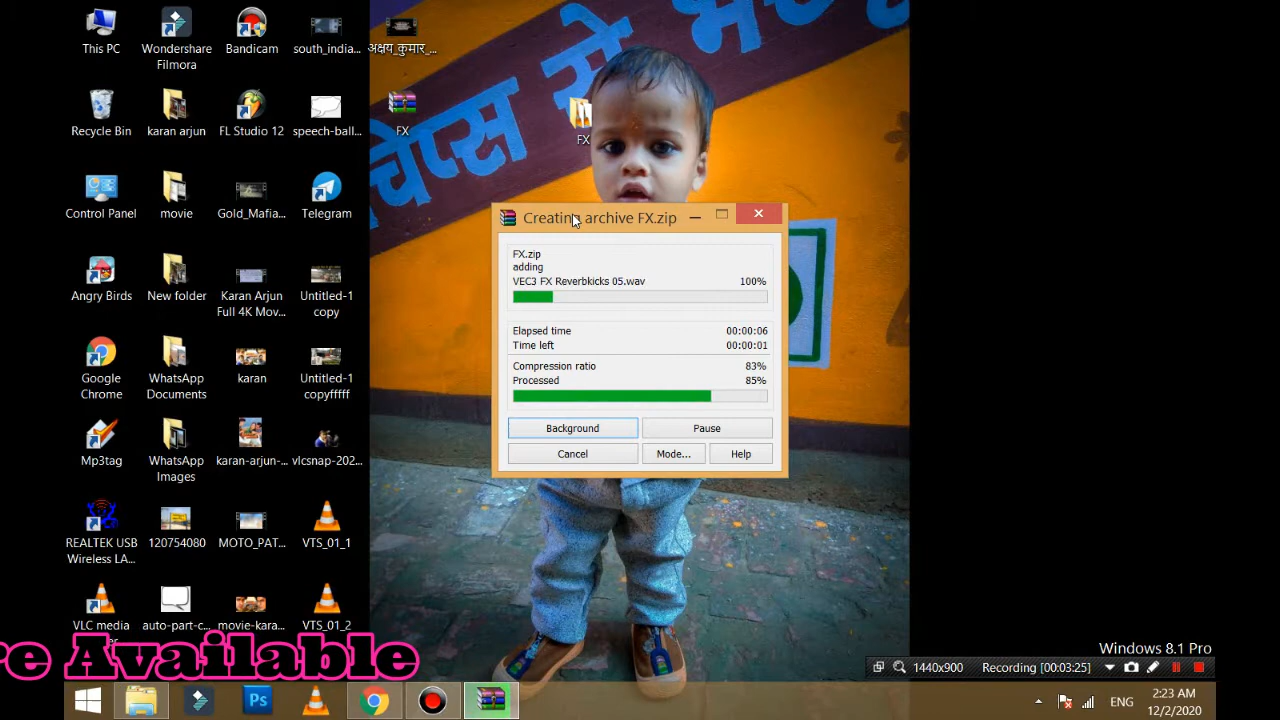 This PC
Wondershare
Filmora
Bandicam
south_india...
अक्षय_कुमार_...
Recycle Bin
karan arjun
FL Studio 12
speech-ball...
FX
FX
चिप्स से
Control Panel
movie
Gold_Mafia...
Telegram
Angry Birds
New folder
Karan Arjun
Full 4K Mov...
Untitled-1
copy
Google
Chrome
WhatsApp
Documents
karan
Untitled-1
copyfffff
Mp3tag
WhatsApp
Images
karan-arjun-...
vlcsnap-202...
REALTEK USB
Wireless LA...
120754080
MOTO_PAT...
VTS_01_1
VLC media
auto-part-c...
movie-kara...
VTS_01_2
Creating archive FX.zip
FX.zip
adding
VEC3 FX Reverbkicks 05.wav 100%
Elapsed time 00:00:06
Time left 00:00:01
Compression ratio 83%
Processed 85%
Background Pause
Cancel Mode... Help
re Available
Windows 8.1 Pro
1440x900 Recording [00:03:25]
Ps
ENG
2:23 AM
12/2/2020